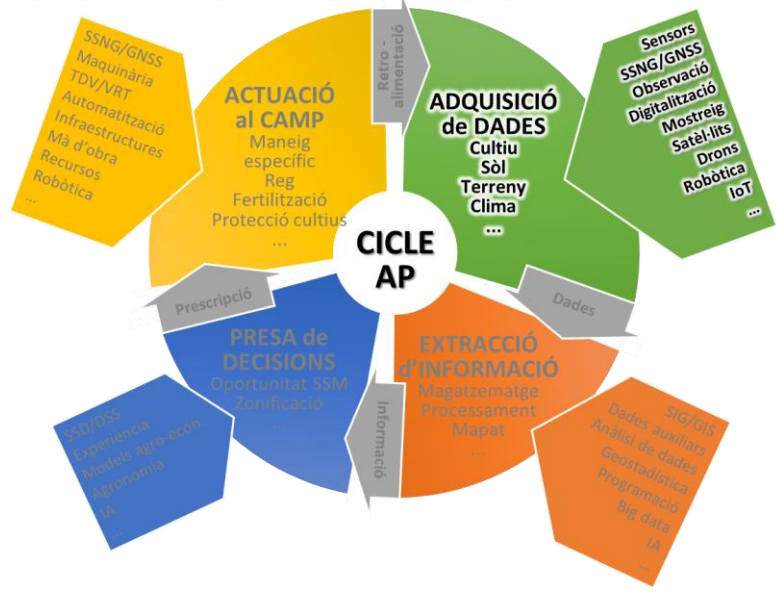 SSNG/GNSS
Maquinària
TDV/VRT
Automatització
Infraestructures
Mà d'obra
Recursos
Robòtica
...
ACTUACIÓ
al CAMP
Maneig
específic
Reg
Fertilització
Protecció cultius
...
Retro -
alimentació
ADQUISICIÓ
de DADES
Cultiu
Sòl
Terreny
Clima
...
Sensors
SSNG/GNSS
Observació
Digitalització
Mostreig
Satèl·lits
Drons
Robòtica
IoT
...
CICLE
AP
Prescripció
Dades
PRESA de
DECISIONS
Oportunitat SSM
Zonificació
...
Informació
EXTRACCIÓ
d'INFORMACIÓ
Magatzematge
Processament
Mapat
...
SSD/DSS
Experiencia
Models agro-econ.
Agronomia
IA
...
SIG/GIS
Dades auxiliars
Anàlisi de dades
Geostadística
Programació
Big data
IA
...